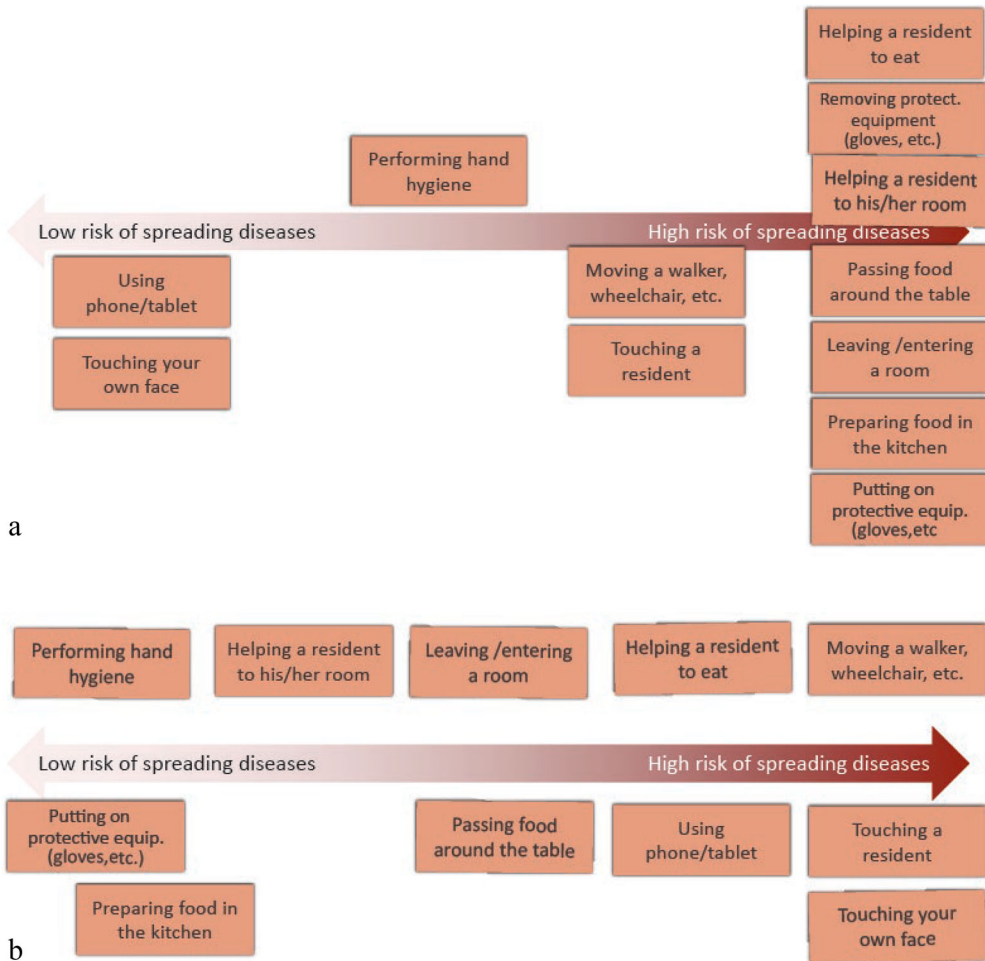 Helping a resident
to eat
Removing protect.
equipment
(gloves, etc.)
Performing hand
hygiene
Helping a resident
to his/her room
Low risk of spreading diseases
High risk of spreading diseases
Using
phone/tablet
Moving a walker,
wheelchair, etc.
Passing food
around the table
Touching your
own face
Touching a
resident
Leaving /entering
a room
Preparing food in
the kitchen
Putting on
protective equip.
(gloves,etc
a
Performing hand
hygiene
Helping a resident
to his/her room
Leaving /entering
a room
Helping a resident
to eat
Moving a walker,
wheelchair, etc.
Low risk of spreading diseases
High risk of spreading diseases
Putting on
protective equip.
(gloves,etc.)
Passing food
around the table
Using
phone/tablet
Touching a
resident
Preparing food in
the kitchen
Touching your
own face
b